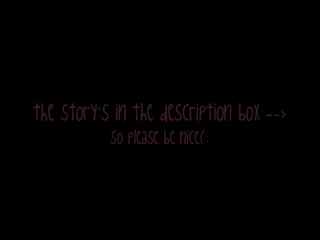 the story's in the description box -->
so please be nice(: